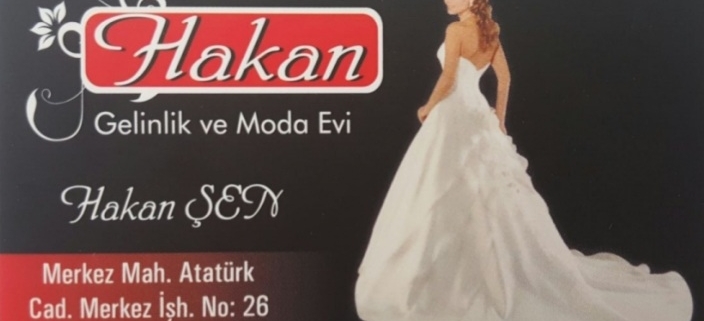 Hakan
Gelinlik ve Moda Evi
Hakan ŞEN
Merkez Mah. Atatürk
Cad. Merkez İşh. No: 26